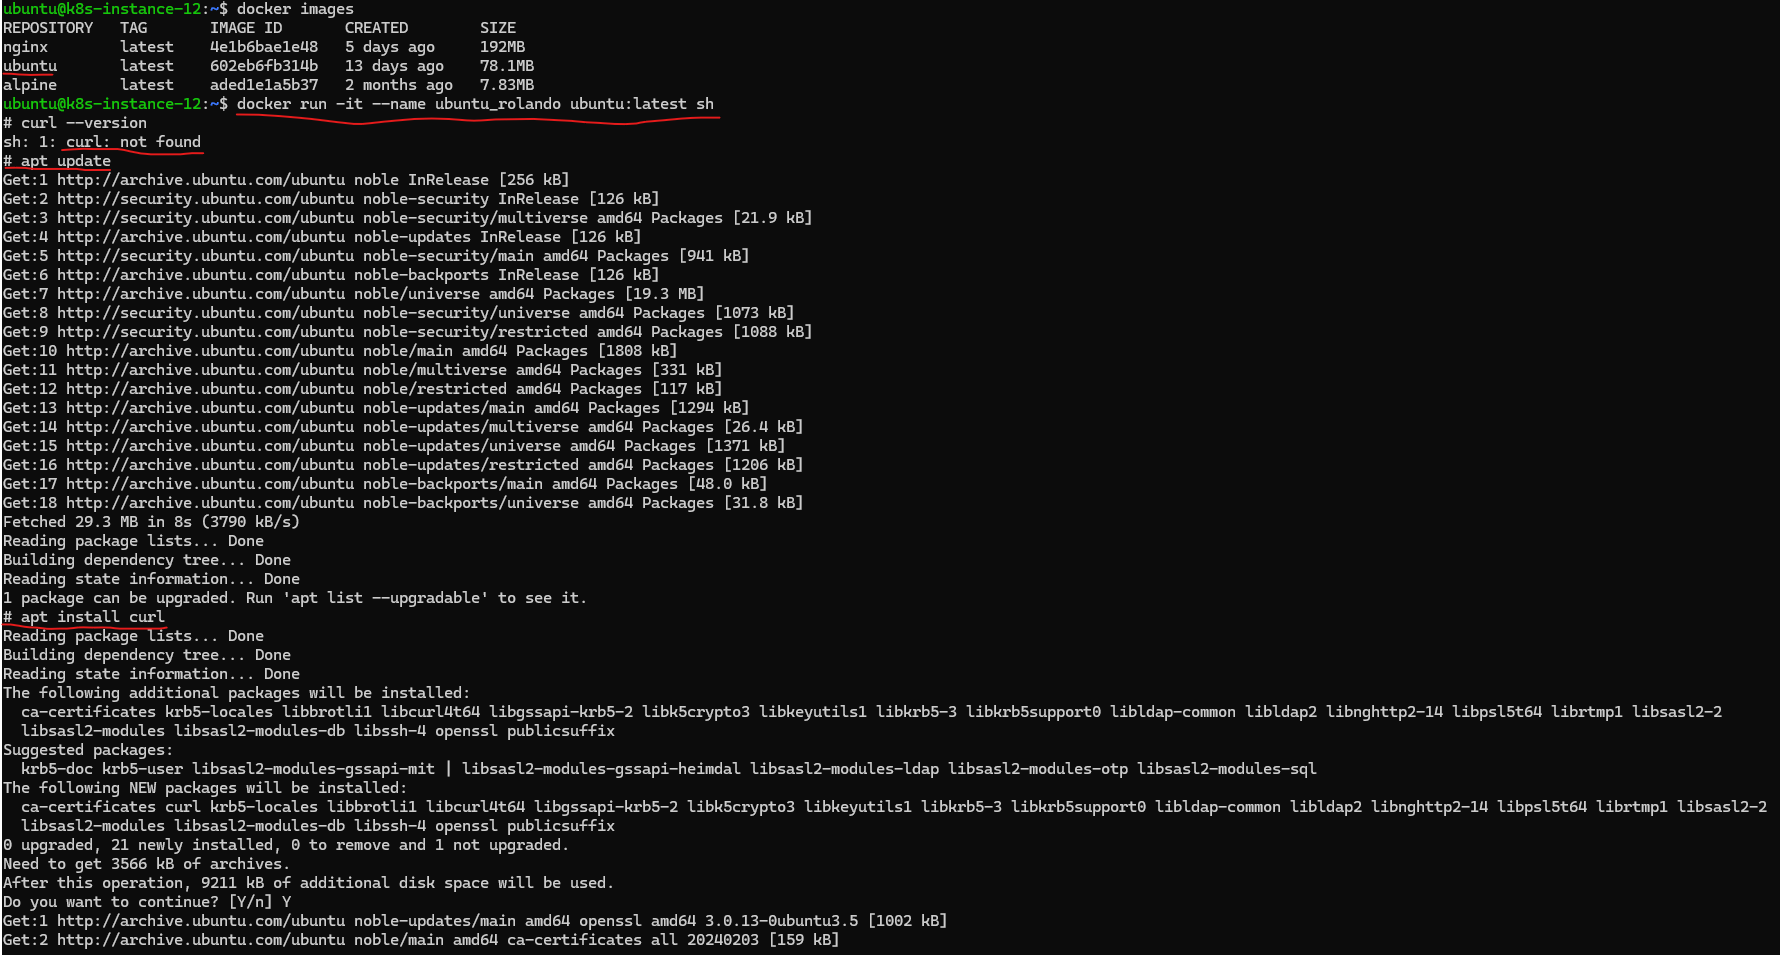 ubuntu@k8s-instance-12:~$ docker images
REPOSITORY   TAG       IMAGE ID       CREATED        SIZE
nginx        latest    4e1b6bae1e48   5 days ago     192MB
ubuntu       latest    602eb6fb314b   13 days ago    78.1MB
alpine       latest    aded1e1a5b37   2 months ago   7.83MB
ubuntu@k8s-instance-12:~$ docker run -it --name ubuntu_rolando ubuntu:latest sh
# curl --version
sh: 1: curl: not found
# apt update
Get:1 http://archive.ubuntu.com/ubuntu noble InRelease [256 kB]
Get:2 http://security.ubuntu.com/ubuntu noble-security InRelease [126 kB]
Get:3 http://security.ubuntu.com/ubuntu noble-security/multiverse amd64 Packages [21.9 kB]
Get:4 http://archive.ubuntu.com/ubuntu noble-updates InRelease [126 kB]
Get:5 http://security.ubuntu.com/ubuntu noble-security/main amd64 Packages [941 kB]
Get:6 http://archive.ubuntu.com/ubuntu noble-backports InRelease [126 kB]
Get:7 http://archive.ubuntu.com/ubuntu noble/universe amd64 Packages [19.3 MB]
Get:8 http://security.ubuntu.com/ubuntu noble-security/universe amd64 Packages [1073 kB]
Get:9 http://security.ubuntu.com/ubuntu noble-security/restricted amd64 Packages [1088 kB]
Get:10 http://archive.ubuntu.com/ubuntu noble/main amd64 Packages [1808 kB]
Get:11 http://archive.ubuntu.com/ubuntu noble/multiverse amd64 Packages [331 kB]
Get:12 http://archive.ubuntu.com/ubuntu noble/restricted amd64 Packages [117 kB]
Get:13 http://archive.ubuntu.com/ubuntu noble-updates/main amd64 Packages [1294 kB]
Get:14 http://archive.ubuntu.com/ubuntu noble-updates/multiverse amd64 Packages [26.4 kB]
Get:15 http://archive.ubuntu.com/ubuntu noble-updates/universe amd64 Packages [1371 kB]
Get:16 http://archive.ubuntu.com/ubuntu noble-updates/restricted amd64 Packages [1206 kB]
Get:17 http://archive.ubuntu.com/ubuntu noble-backports/main amd64 Packages [48.0 kB]
Get:18 http://archive.ubuntu.com/ubuntu noble-backports/universe amd64 Packages [31.8 kB]
Fetched 29.3 MB in 8s (3790 kB/s)
Reading package lists... Done
Building dependency tree... Done
Reading state information... Done
1 package can be upgraded. Run 'apt list --upgradable' to see it.
# apt install curl
Reading package lists... Done
Building dependency tree... Done
Reading state information... Done
The following additional packages will be installed:
  ca-certificates krb5-locales libbrotli1 libcurl4t64 libgssapi-krb5-2 libk5crypto3 libkeyutils1 libkrb5-3 libkrb5support0 libldap-common libldap2 libnghttp2-14 libpsl5t64 librtmp1 libsasl2-2
  libsasl2-modules libsasl2-modules-db libssh-4 openssl publicsuffix
Suggested packages:
  krb5-doc krb5-user libsasl2-modules-gssapi-mit | libsasl2-modules-gssapi-heimdal libsasl2-modules-ldap libsasl2-modules-otp libsasl2-modules-sql
The following NEW packages will be installed:
  ca-certificates curl krb5-locales libbrotli1 libcurl4t64 libgssapi-krb5-2 libk5crypto3 libkeyutils1 libkrb5-3 libkrb5support0 libldap-common libldap2 libnghttp2-14 libpsl5t64 librtmp1 libsasl2-2
  libsasl2-modules libsasl2-modules-db libssh-4 openssl publicsuffix
0 upgraded, 21 newly installed, 0 to remove and 1 not upgraded.
Need to get 3566 kB of archives.
After this operation, 9211 kB of additional disk space will be used.
Do you want to continue? [Y/n] Y
Get:1 http://archive.ubuntu.com/ubuntu noble-updates/main amd64 openssl amd64 3.0.13-0ubuntu3.5 [1002 kB]
Get:2 http://archive.ubuntu.com/ubuntu noble/main amd64 ca-certificates all 20240203 [159 kB]